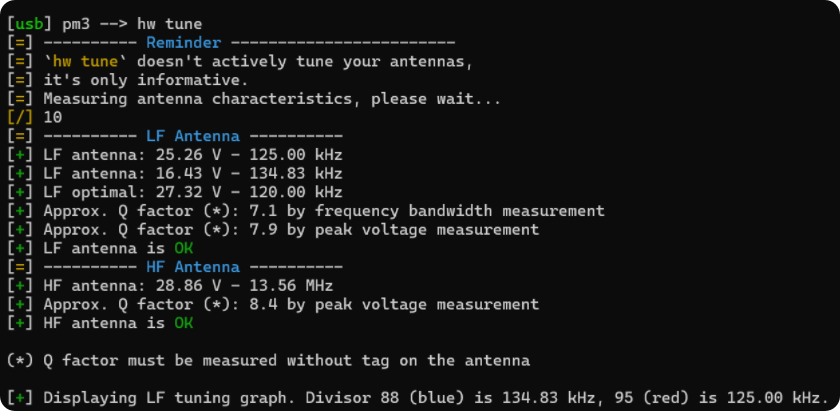 [usb] pm3 --> hw tune
[=] ---------- Reminder ------------------------
[=] `hw tune` doesn't actively tune your antennas,
[=] it's only informative.
[=] Measuring antenna characteristics, please wait...
[/] 10
[=] ---------- LF Antenna ----------
[+] LF antenna: 25.26 V - 125.00 kHz
[+] LF antenna: 16.43 V - 134.83 kHz
[+] LF optimal: 27.32 V - 120.00 kHz
[+] Approx. Q factor (*): 7.1 by frequency bandwidth measurement
[+] Approx. Q factor (*): 7.9 by peak voltage measurement
[+] LF antenna is OK
[=] ---------- HF Antenna ----------
[+] HF antenna: 28.86 V - 13.56 MHz
[+] Approx. Q factor (*): 8.4 by peak voltage measurement
[+] HF antenna is OK
(*) Q factor must be measured without tag on the antenna
[+] Displaying LF tuning graph. Divisor 88 (blue) is 134.83 kHz, 95 (red) is 125.00 kHz.